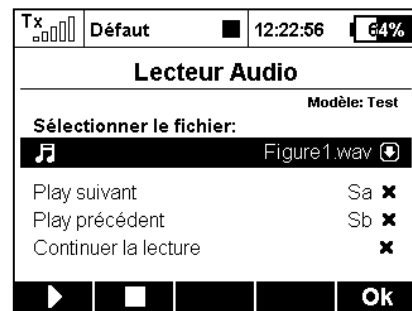 Tx Défaut 12:22:56 64%
Lecteur Audio
Modèle: Test
Sélectionner le fichier:
Figure1.wav
Play suivant Sa
Play précédent Sb
Continuer la lecture
Ok